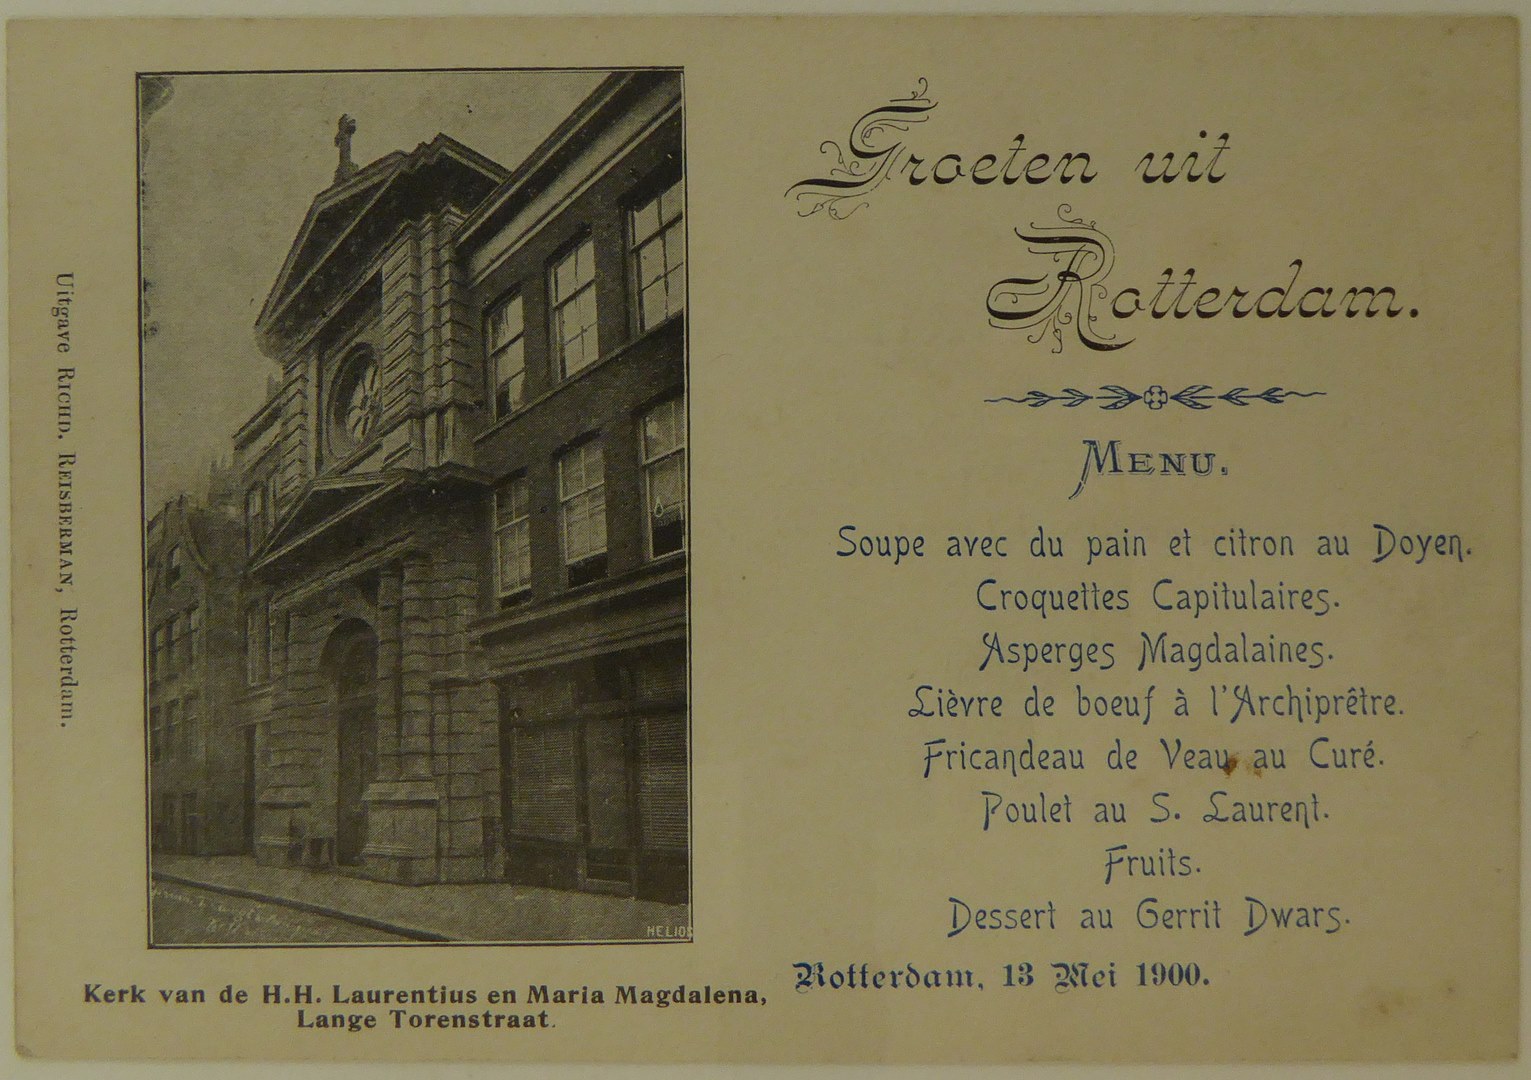 Uitgave RICHD. REISBERMAN, Rotterdam.
HELIOS
Kerk van de H.H. Laurentius en Maria Magdalena,
Lange Torenstraat.
Groeten uit
Rotterdam.
MENU.
Soupe avec du pain et citron au Doyen.
Croquettes Capitulaires.
Asperges Magdalaines.
Lièvre de boeuf à l'Archiprêtre.
Fricandeau de Veau au Curé.
Poulet au S. Laurent.
Fruits.
Dessert au Gerrit Dwars.
Rotterdam, 13 Mei 1900.